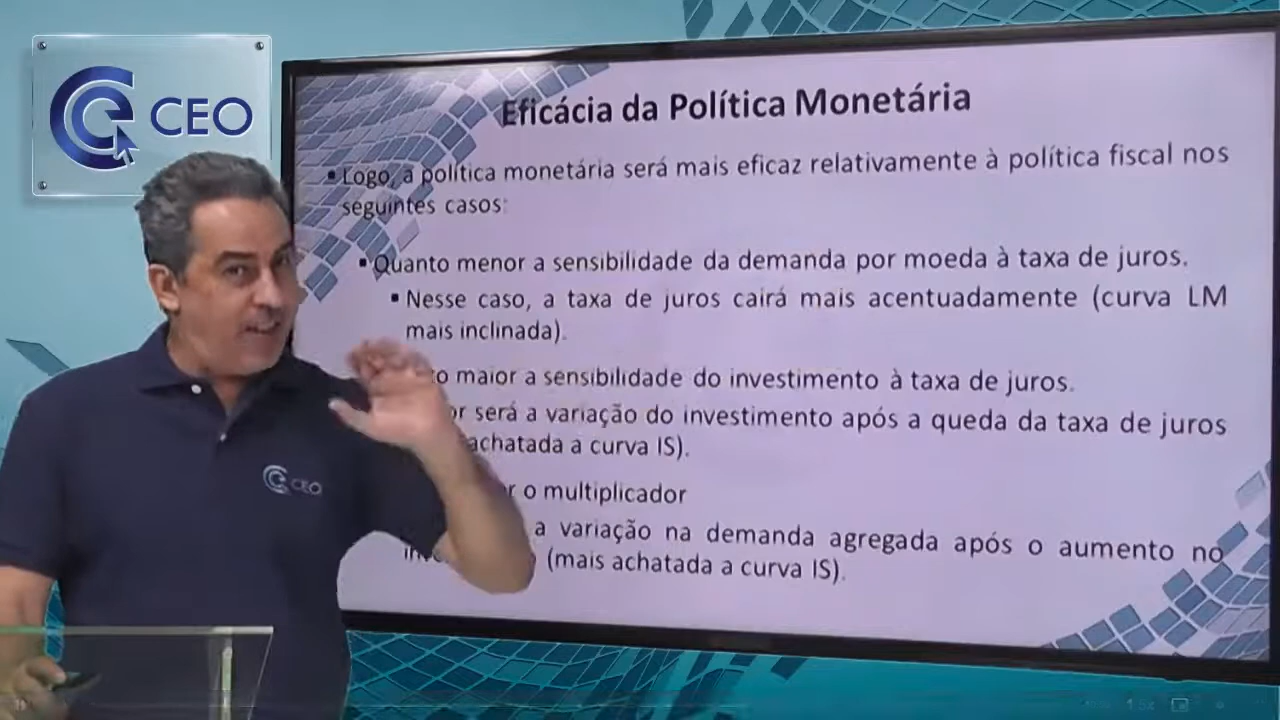 CEO
Eficácia da Política Monetária
▪ Logo, a política monetária será mais eficaz relativamente à política fiscal nos
seguintes casos:
▪ Quanto menor a sensibilidade da demanda por moeda à taxa de juros.
▪ Nesse caso, a taxa de juros cairá mais acentuadamente (curva LM
mais inclinada).
maior a sensibilidade do investimento à taxa de juros.
será a variação do investimento após a queda da taxa de juros
achatada a curva IS).
o multiplicador
a variação na demanda agregada após o aumento no
(mais achatada a curva IS).
CEO